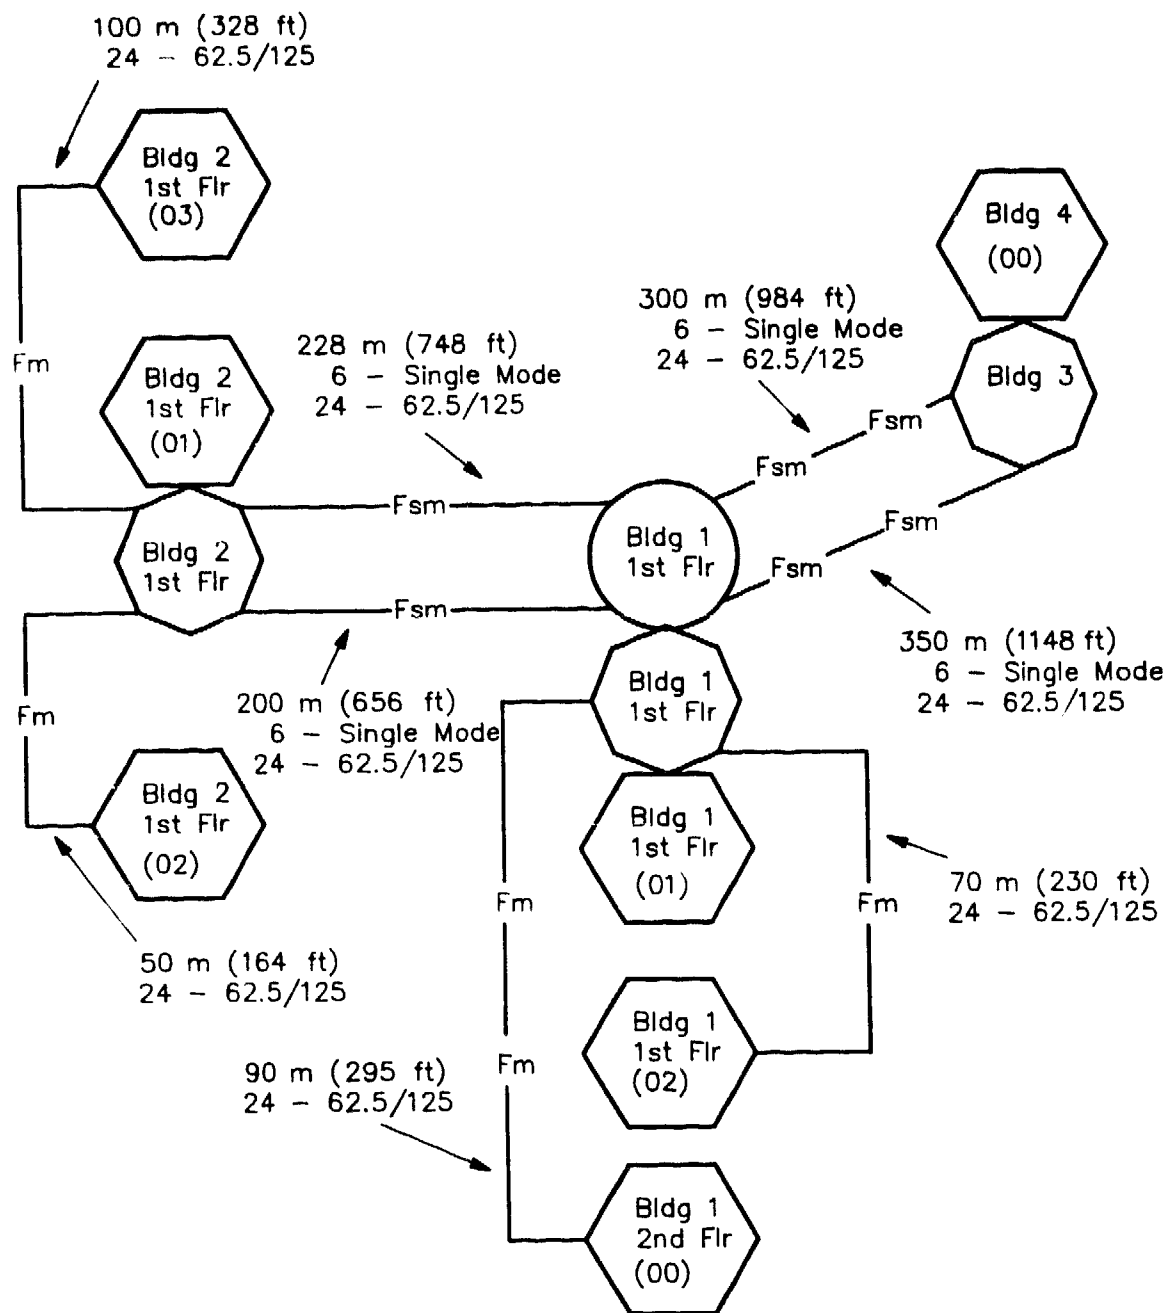 100 m (328 ft)
24 - 62.5/125
Bldg 2
1st Flr
(03)
Bldg 4
(00)
300 m (984 ft)
6 - Single Mode
24 - 62.5/125
228 m (748 ft)
6 - Single Mode
24 - 62.5/125
Fm
Bldg 2
1st Flr
(01)
Bldg 3
Fsm
Fsm
Fsm
Fsm
Fsm
Bldg 2
1st Flr
Bldg 1
1st Flr
Fsm
350 m (1148 ft)
6 - Single Mode
24 - 62.5/125
Fm
200 m (656 ft)
6 - Single Mode
24 - 62.5/125
Bldg 1
1st Flr
Bldg 2
1st Flr
(02)
Bldg 1
1st Flr
(01)
70 m (230 ft)
24 - 62.5/125
Fm
Fm
50 m (164 ft)
24 - 62.5/125
Bldg 1
1st Flr
(02)
Fm
90 m (295 ft)
24 - 62.5/125
Bldg 1
2nd Flr
(00)